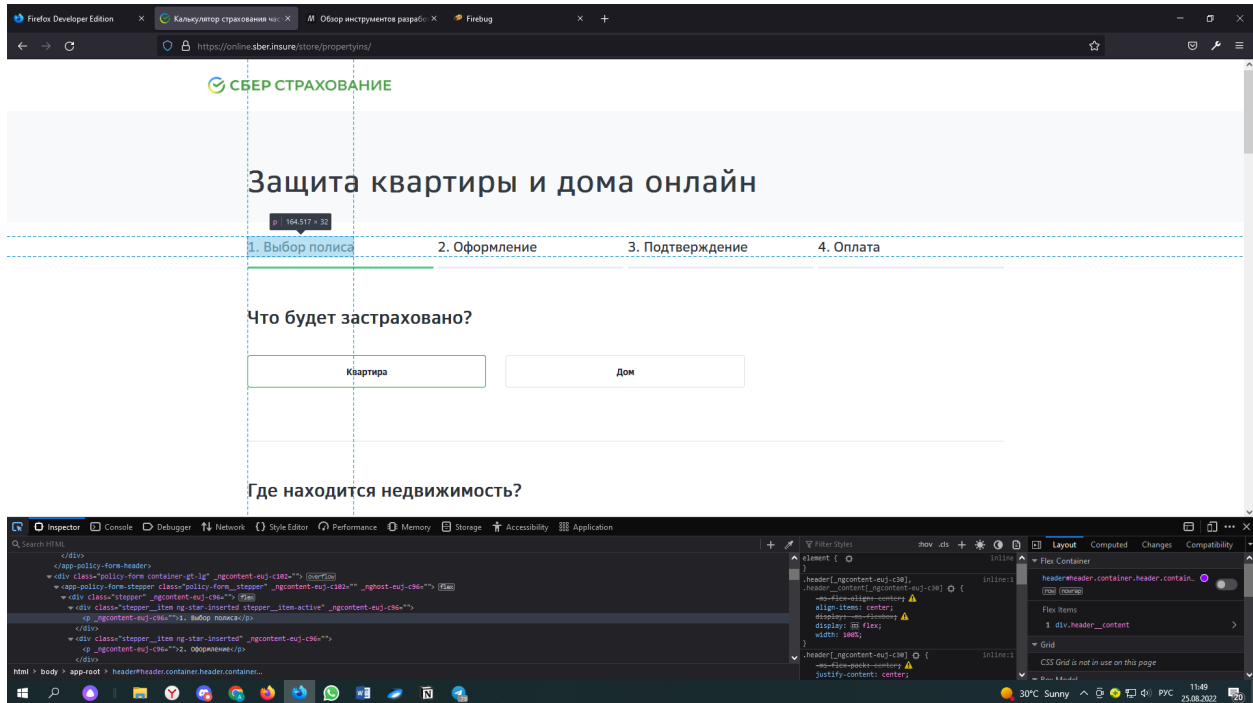 Firefox Developer Edition
Калькулятор страхования час
Обзор инструментов разрабо
Firebug
https://online.sber.insure/store/propertyins/
СБЕР СТРАХОВАНИЕ
Защита квартиры и дома онлайн
p 164.517 × 32
1. Выбор полиса 2. Оформление 3. Подтверждение 4. Оплата
Что будет застраховано?
Квартира Дом
Где находится недвижимость?
Inspector Console Debugger Network {} Style Editor Performance Memory Storage Accessibility Application
Search HTML
</div>
</app-policy-form-header>
<div class="policy-form container-gt-lg" _ngcontent-euj-c102=""> overflow
<app-policy-form-stepper class="policy-form__stepper" _ngcontent-euj-c102="" _nghost-euj-c96=""> flex
<div class="stepper" _ngcontent-euj-c96=""> flex
<div class="stepper__item ng-star-inserted stepper__item-active" _ngcontent-euj-c96="">
<p _ngcontent-euj-c96="">1. Выбор полиса</p>
</div>
<div class="stepper__item ng-star-inserted" _ngcontent-euj-c96="">
<p _ngcontent-euj-c96="">2. Оформление</p>
</div>
html > body > app-root > header#header.container.header.container...
Filter Styles :hov .cls +
element { inline
}
.header[_ngcontent-euj-c30], inline:1
.header__content[_ngcontent-euj-c30] {
-ms-flex-align: center;
align-items: center;
display: -ms-flexbox;
display: flex;
width: 100%;
}
.header[_ngcontent-euj-c30] { inline:1
-ms-flex-pack: center;
justify-content: center;
Layout Computed Changes Compatibility
Flex Container
header#header.container.header.contain…
row nowrap
Flex Items
1 div.header__content
Grid
CSS Grid is not in use on this page
Box Model
30°C Sunny РУС 11:49
25.08.2022 20